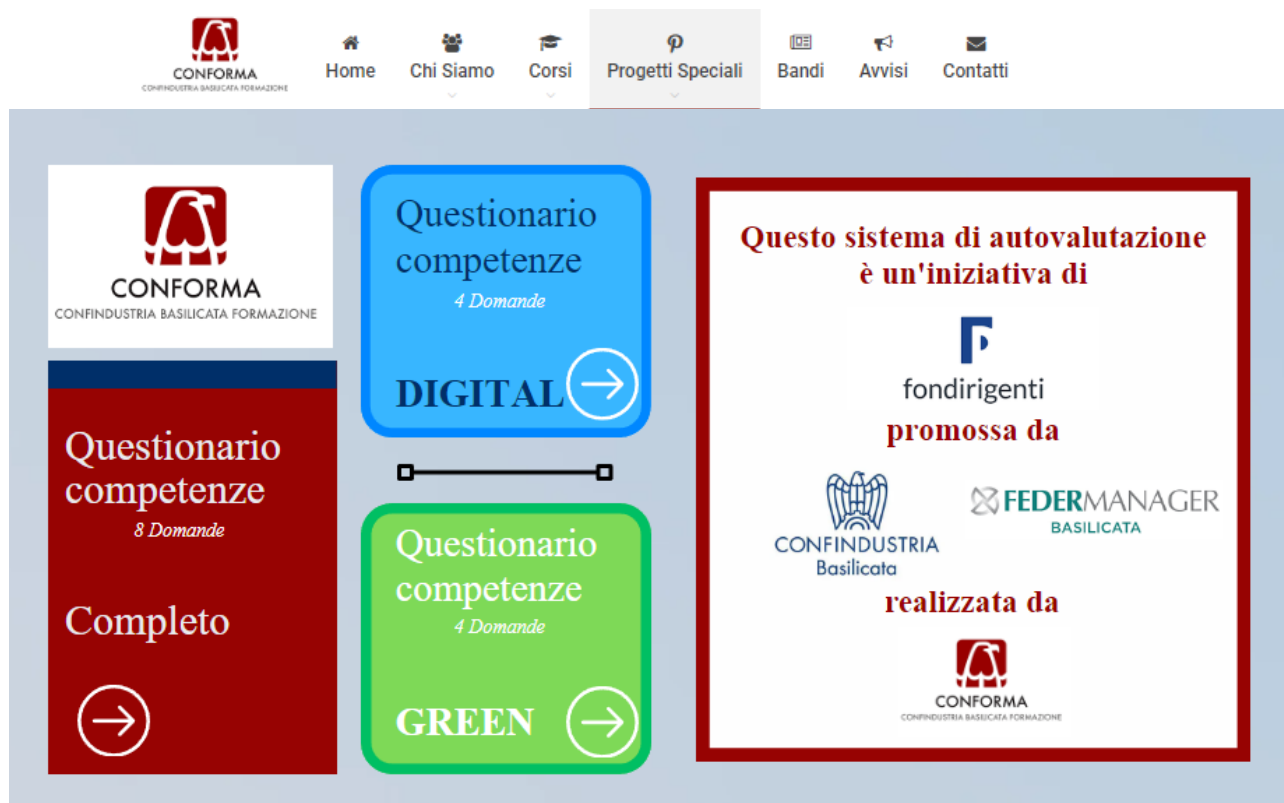 CONFORMA
CONFINDUSTRIA BASILICATA FORMAZIONE
Home
Chi Siamo
Corsi
Progetti Speciali
Bandi
Avvisi
Contatti
CONFORMA
CONFINDUSTRIA BASILICATA FORMAZIONE
Questionario
competenze
8 Domande
Completo
Questionario
competenze
4 Domande
DIGITAL
Questionario
competenze
4 Domande
GREEN
Questo sistema di autovalutazione
è un'iniziativa di
fondirigenti
promossa da
CONFINDUSTRIA
Basilicata
FEDERMANAGER
BASILICATA
realizzata da
CONFORMA
CONFINDUSTRIA BASILICATA FORMAZIONE